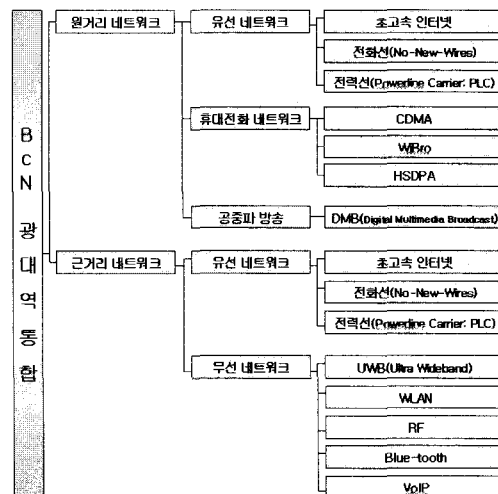 BcN 광대역통합
원거리 네트워크
유선 네트워크
초고속 인터넷
전화선(No-New-Wires)
전력선(Powerline Carrier: PLC)
휴대전화 네트워크
CDMA
WiBro
HSDPA
공중파 방송
DMB(Digital Multimedia Broadcast)
근거리 네트워크
유선 네트워크
초고속 인터넷
전화선(No-New-Wires)
전력선(Powerline Carrier: PLC)
무선 네트워크
UWB(Ultra Wideband)
WLAN
RF
Blue-tooth
VoIP